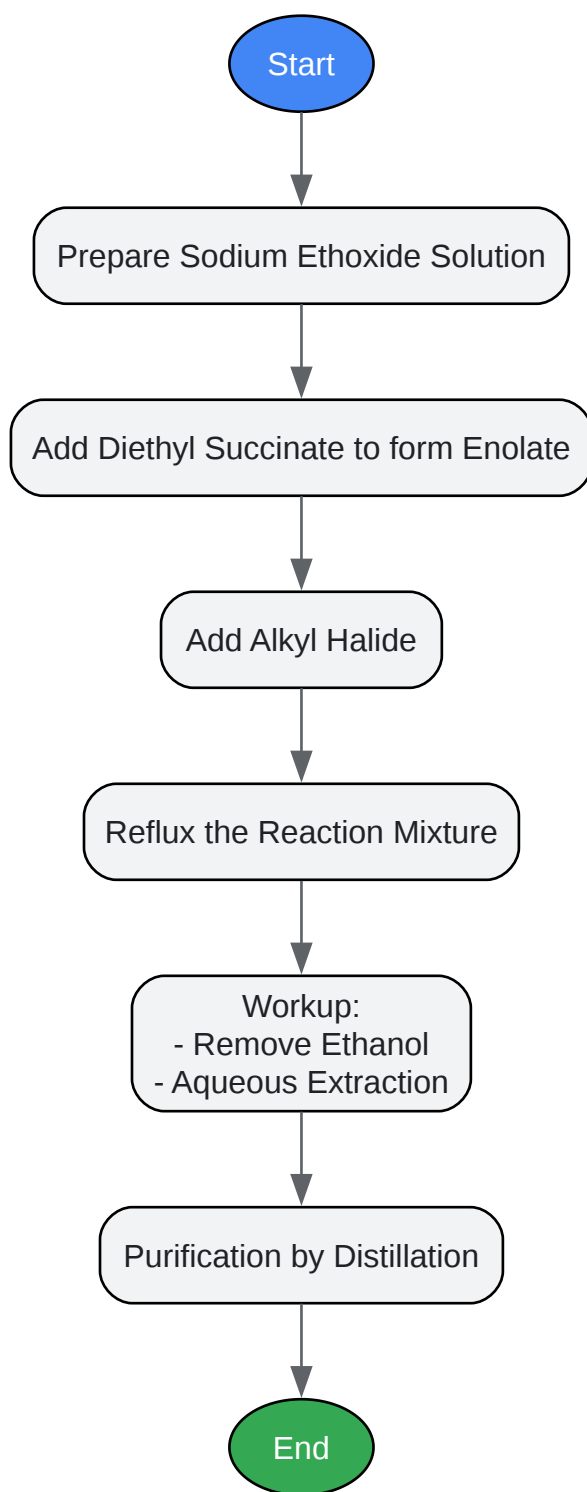 Start
Prepare Sodium Ethoxide Solution
Add Diethyl Succinate to form Enolate
Add Alkyl Halide
Reflux the Reaction Mixture
Workup:
- Remove Ethanol
- Aqueous Extraction
Purification by Distillation
End